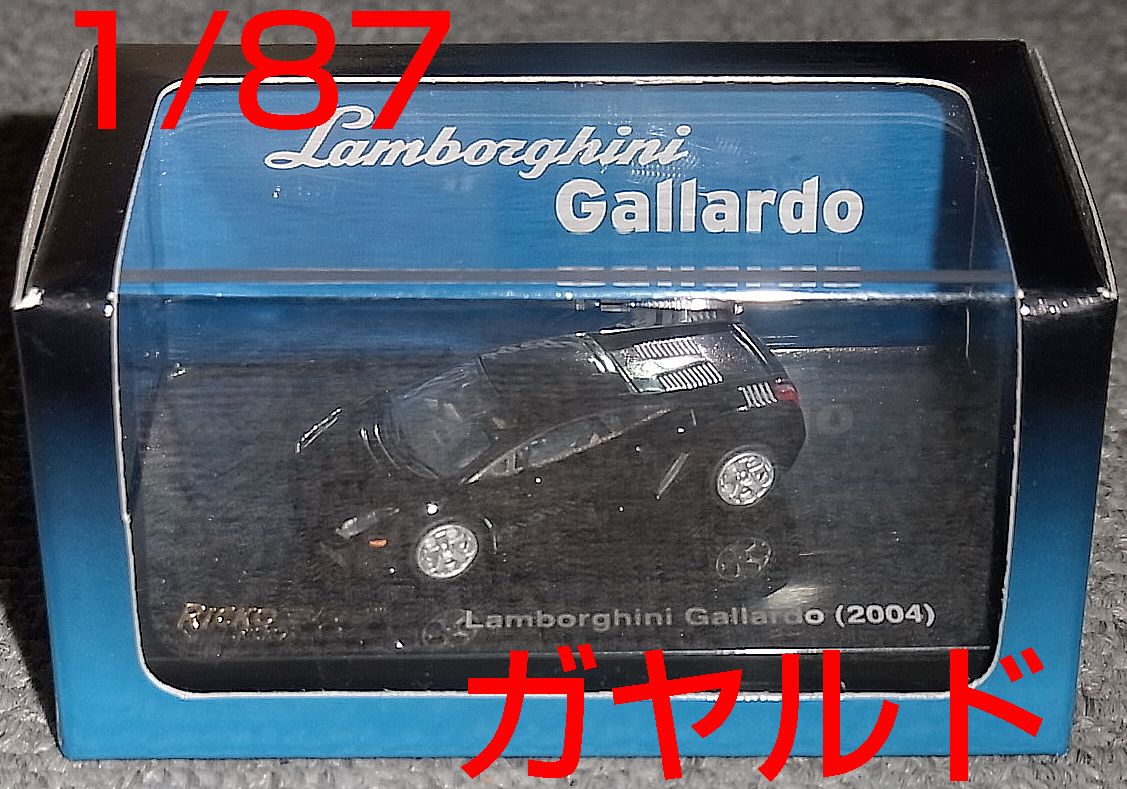 1/87
Lamborghini
Gallardo
Lamborghini Gallardo (2004)
ガヤルド